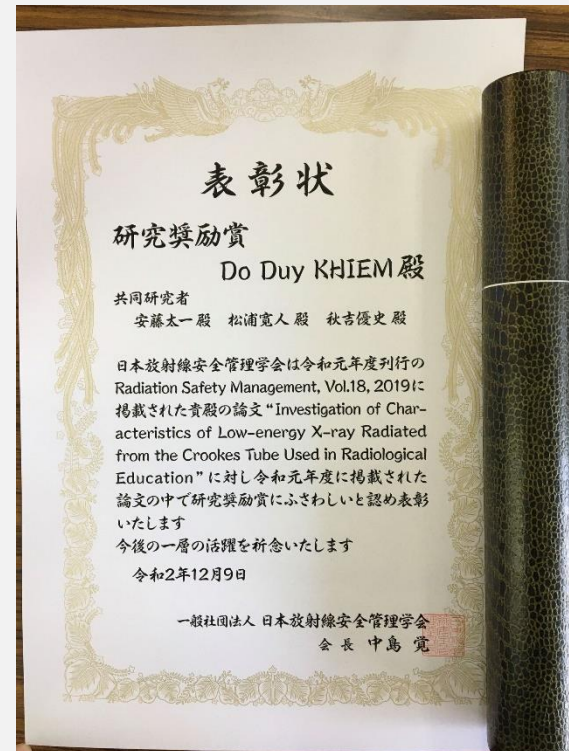 表彰状
研究奨励賞
Do Duy KHIEM 殿
共同研究者
安藤太一 殿 松浦寛人 殿 秋吉優史 殿
日本放射線安全管理学会は令和元年度刊行の
Radiation Safety Management, Vol.18, 2019に
掲載された貴殿の論文“Investigation of Char-
acteristics of Low-energy X-ray Radiated
from the Crookes Tube Used in Radiological
Education”に対し令和元年度に掲載された
論文の中で研究奨励賞にふさわしいと認め表彰
いたします
今後の一層の活躍を祈念いたします
令和2年12月9日
一般社団法人 日本放射線安全管理学会
会 長 中島 覚